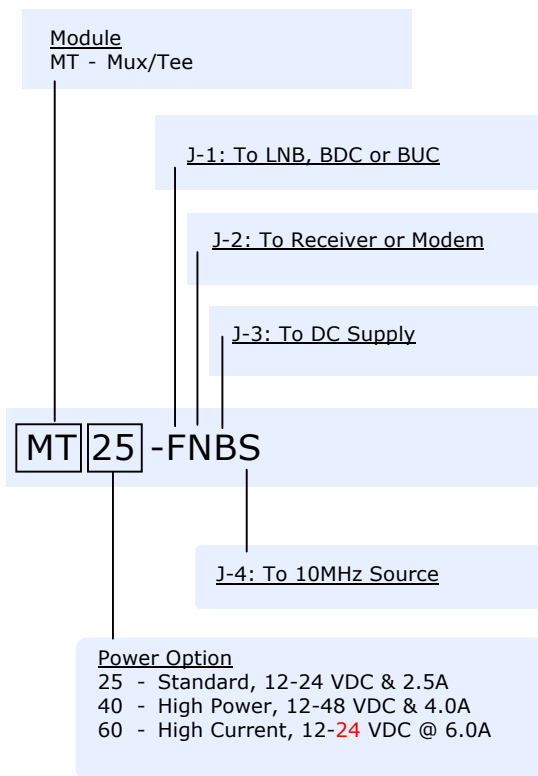 Module
MT - Mux/Tee
J-1: To LNB, BDC or BUC
J-2: To Receiver or Modem
J-3: To DC Supply
MT 25 -FNBS
J-4: To 10MHz Source
Power Option
25 - Standard, 12-24 VDC & 2.5A
40 - High Power, 12-48 VDC & 4.0A
60 - High Current, 12-24 VDC @ 6.0A